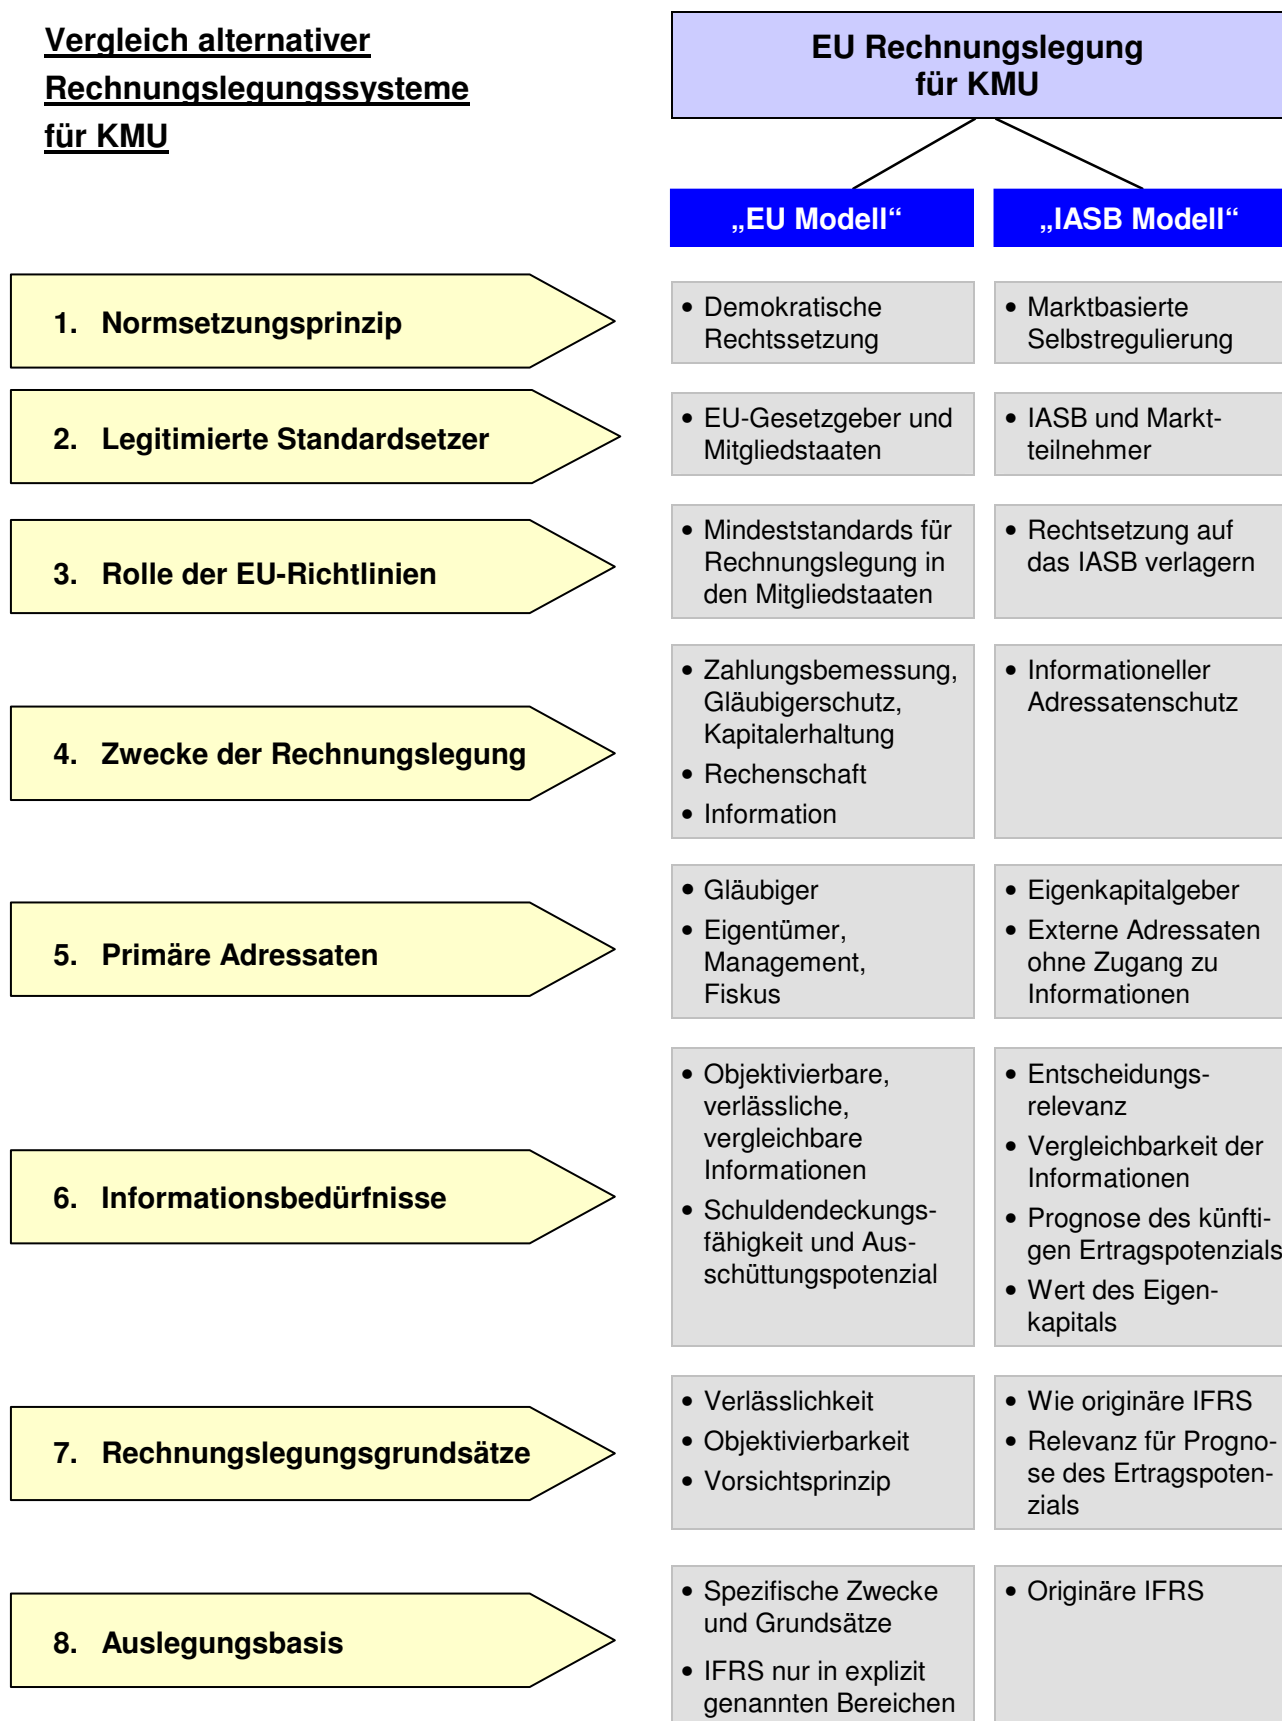 Vergleich alternativer
Rechnungslegungssysteme
für KMU
EU Rechnungslegung
für KMU
„EU Modell“
„IASB Modell“
1. Normsetzungsprinzip
• Demokratische
Rechtssetzung
• Marktbasierte
Selbstregulierung
2. Legitimierte Standardsetzer
• EU-Gesetzgeber und
Mitgliedstaaten
• IASB und Markt-
teilnehmer
3. Rolle der EU-Richtlinien
• Mindeststandards für
Rechnungslegung in
den Mitgliedstaaten
• Rechtsetzung auf
das IASB verlagern
4. Zwecke der Rechnungslegung
• Zahlungsbemessung,
Gläubigerschutz,
Kapitalerhaltung
• Rechenschaft
• Information
• Informationeller
Adressatenschutz
5. Primäre Adressaten
• Gläubiger
• Eigentümer,
Management,
Fiskus
• Eigenkapitalgeber
• Externe Adressaten
ohne Zugang zu
Informationen
6. Informationsbedürfnisse
• Objektivierbare,
verlässliche,
vergleichbare
Informationen
• Schuldendeckungs-
fähigkeit und Aus-
schüttungspotenzial
• Entscheidungs-
relevanz
• Vergleichbarkeit der
Informationen
• Prognose des künfti-
gen Ertragspotenzials
• Wert des Eigen-
kapitals
7. Rechnungslegungsgrundsätze
• Verlässlichkeit
• Objektivierbarkeit
• Vorsichtsprinzip
• Wie originäre IFRS
• Relevanz für Progno-
se des Ertragspoten-
zials
8. Auslegungsbasis
• Spezifische Zwecke
und Grundsätze
• IFRS nur in explizit
genannten Bereichen
• Originäre IFRS